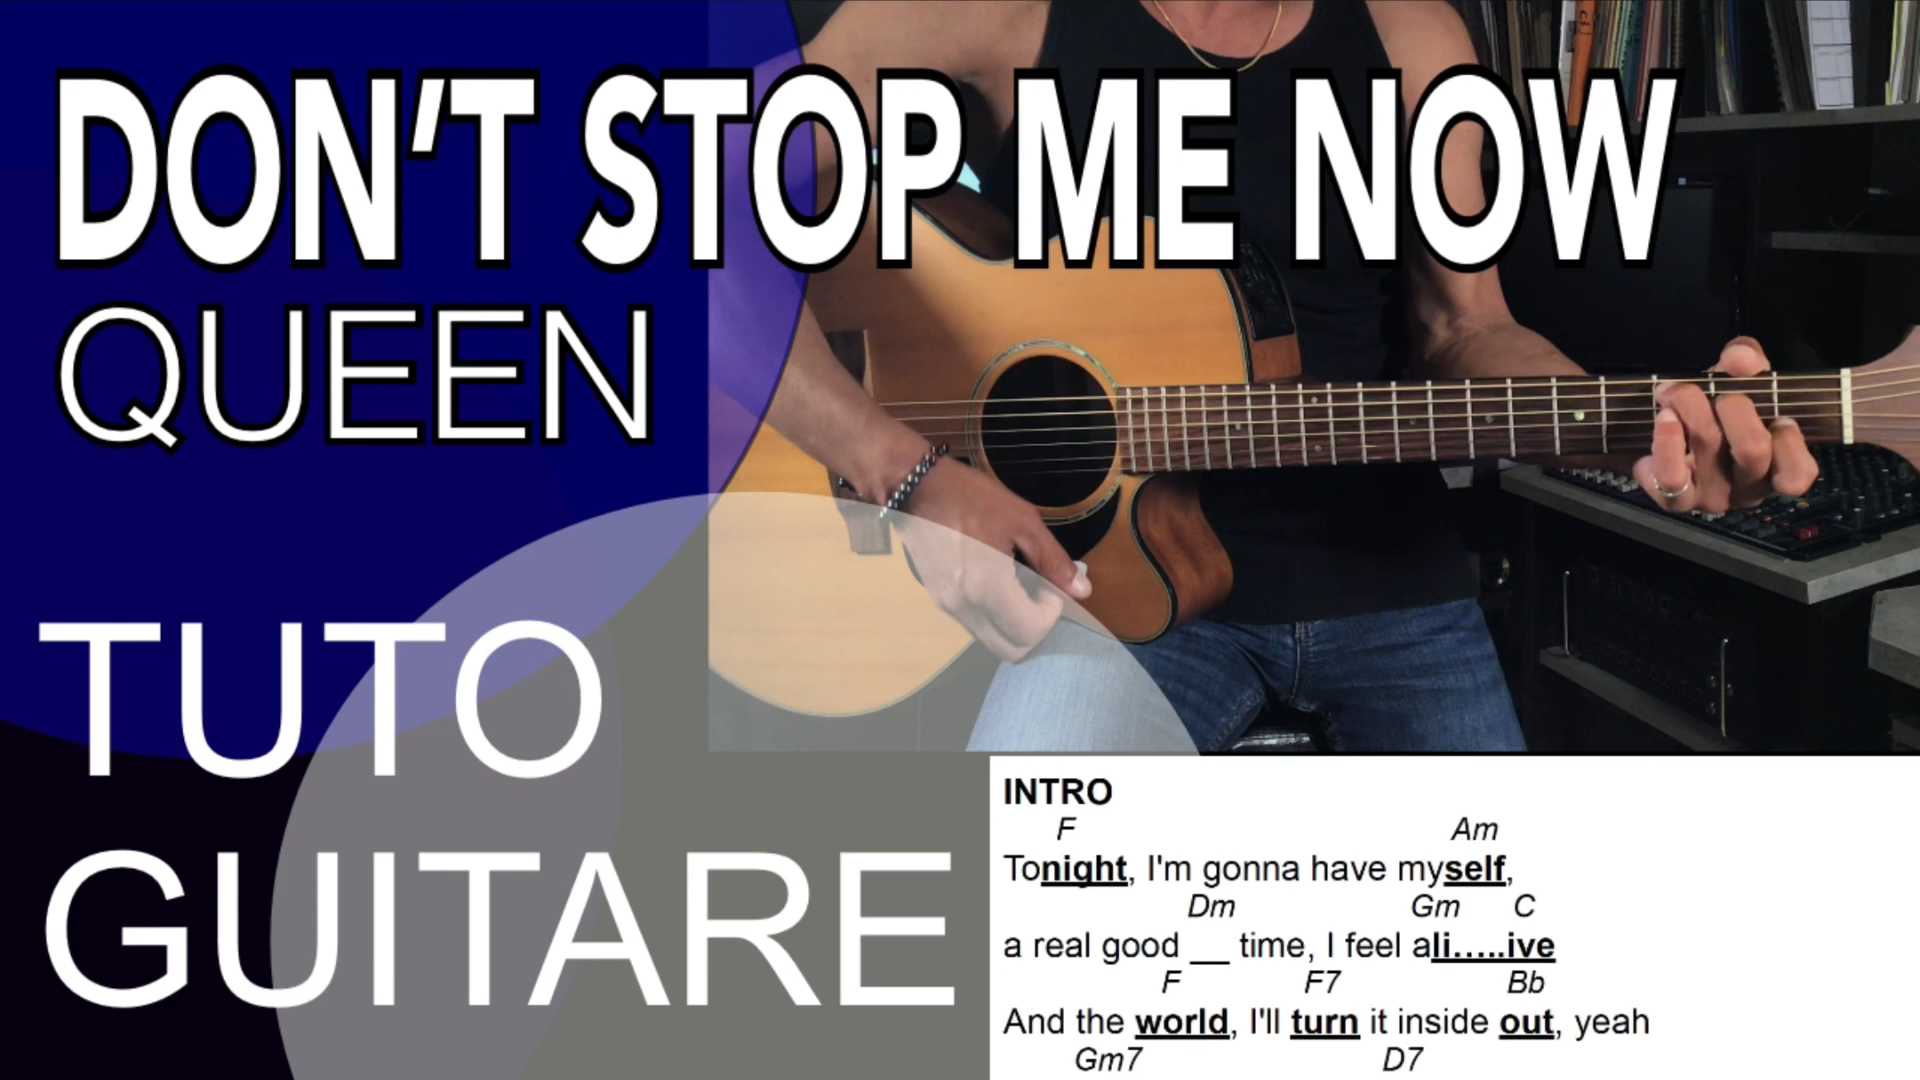 DON'T STOP ME NOW
QUEEN
TUTO
GUITARE
INTRO
F Am
Tonight, I'm gonna have myself,
Dm Gm C
a real good __ time, I feel ali…..ive
F F7 Bb
And the world, I'll turn it inside out, yeah
Gm7 D7